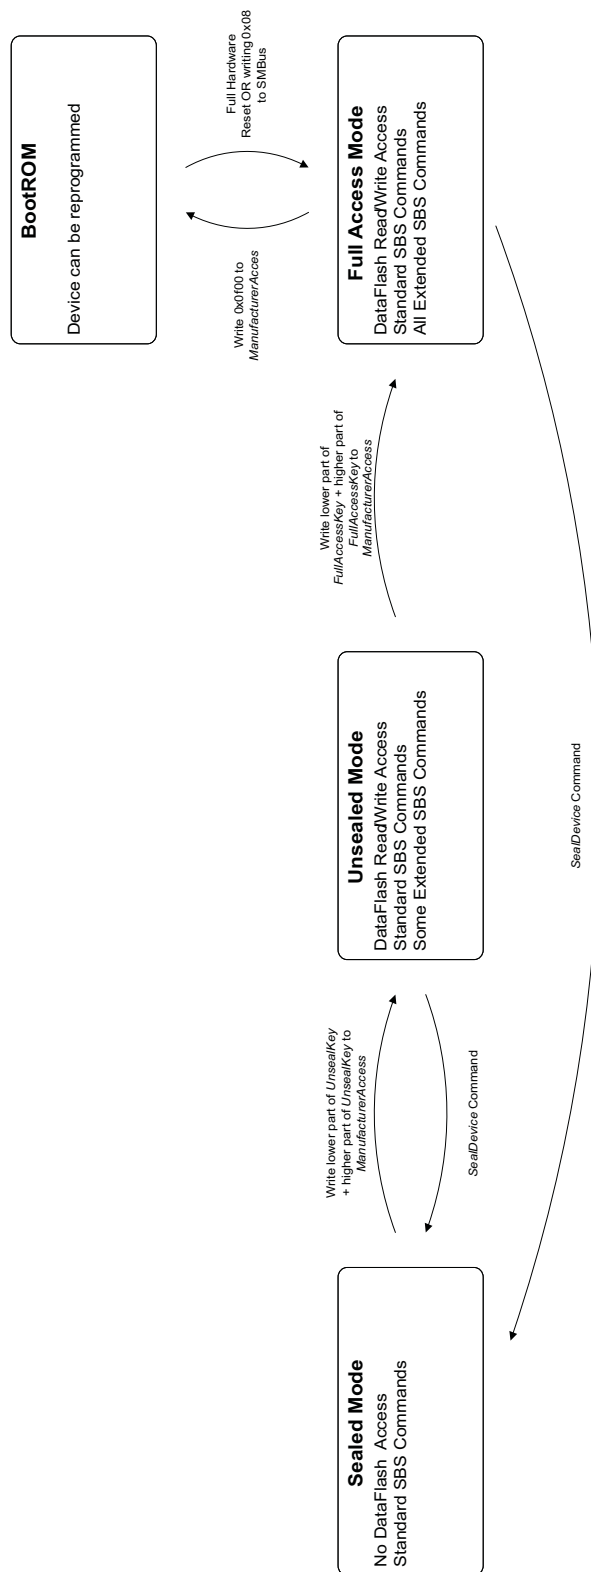 BootROM
Device can be reprogrammed
Write 0x0f00 to
ManufacturerAcces
Full Hardware
Reset OR writing 0x08
to SMBus
Sealed Mode
No DataFlash Access
Standard SBS Commands
Write lower part of UnsealKey
+ higher part of UnsealKey to
ManufacturerAccess
SealDevice Command
Unsealed Mode
DataFlash ReadWrite Access
Standard SBS Commands
Some Extended SBS Commands
Write lower part of
FullAccessKey + higher part of
FullAccessKey to
ManufacturerAccess
Full Access Mode
DataFlash ReadWrite Access
Standard SBS Commands
All Extended SBS Commands
SealDevice Command